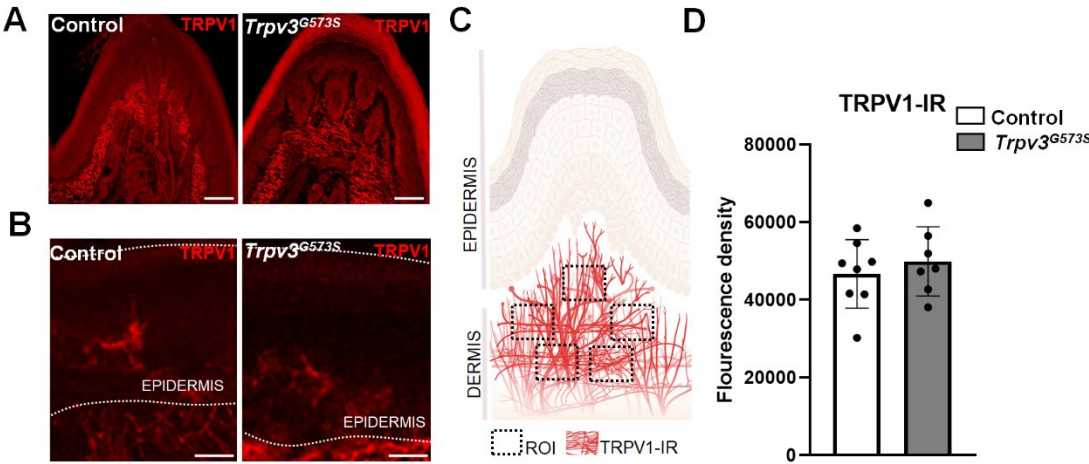 A
Control
TRPV1
Trpv3G573S
TRPV1
B
Control
TRPV1
Trpv3G573S
TRPV1
EPIDERMIS
EPIDERMIS
C
EPIDERMIS
DERMIS
ROI
TRPV1-IR
D
TRPV1-IR
Control
Trpv3G573S
Flourescence density
80000
60000
40000
20000
0